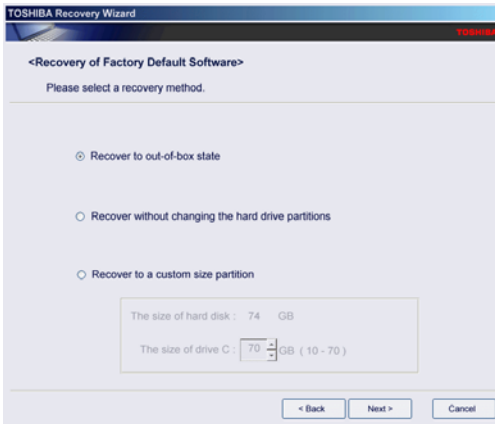 TOSHIBA Recovery Wizard
TOSHIBA
<Recovery of Factory Default Software>
Please select a recovery method.
Recover to out-of-box state
Recover without changing the hard drive partitions
Recover to a custom size partition
The size of hard disk : 74 GB
The size of drive C : 70 GB ( 10 - 70 )
< Back Next > Cancel